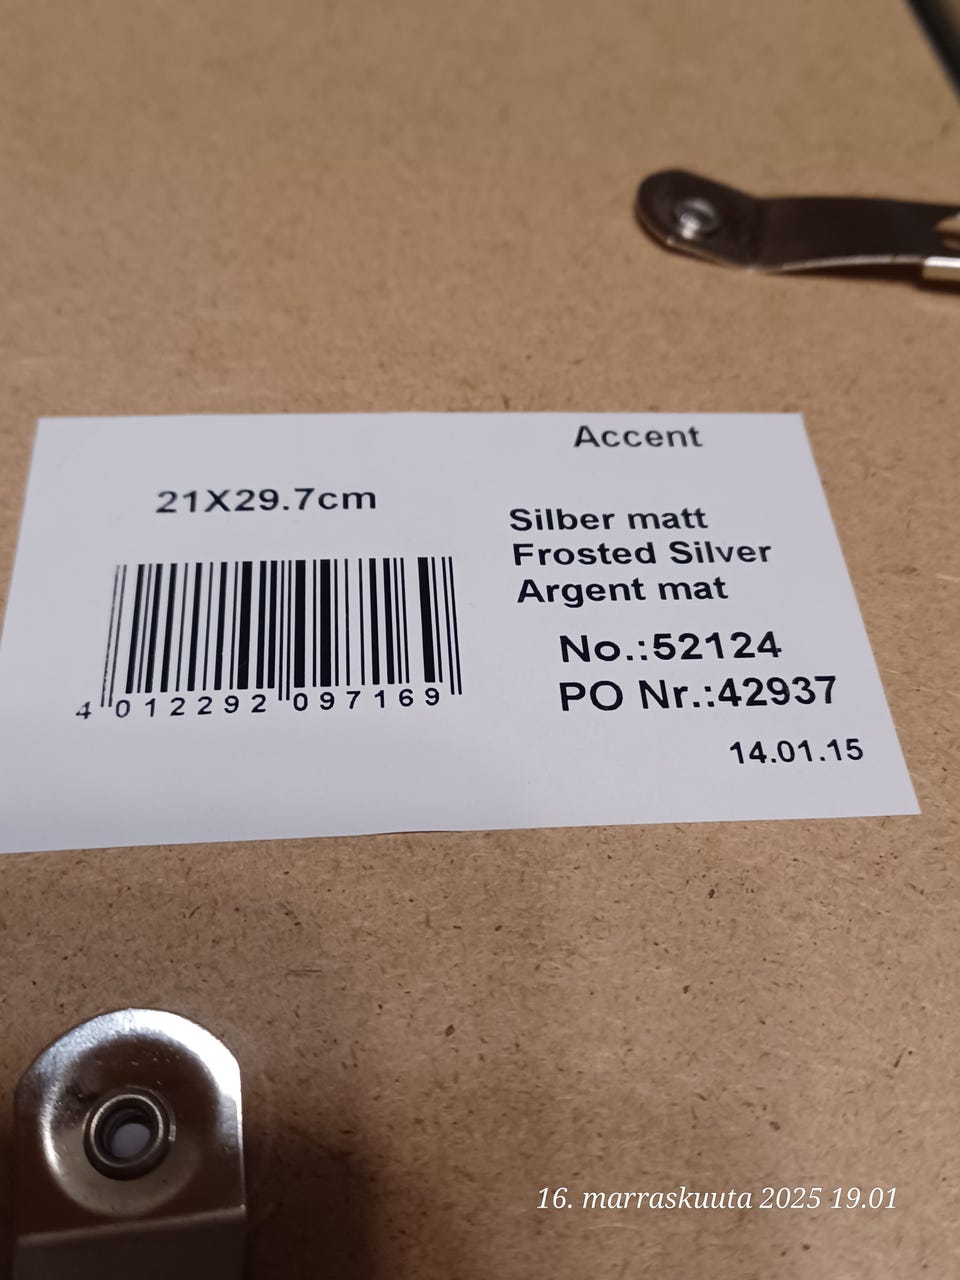 Accent
21X29.7cm
Silber matt
Frosted Silver
Argent mat
No.:52124
PO Nr.:42937
14.01.15
4 012292 097169
16. marraskuuta 2025 19.01